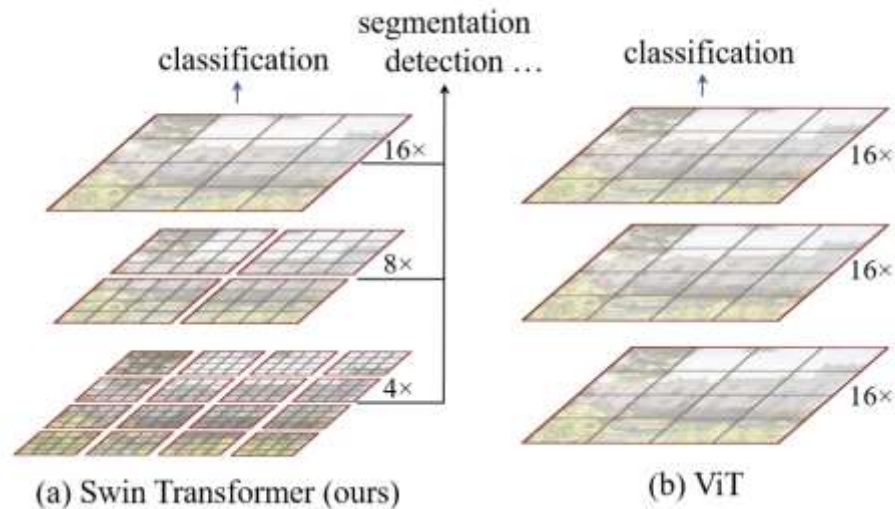 segmentation
classification
detection ...
classification
16×
16×
8×
16×
4×
16×
(a) Swin Transformer (ours)
(b) ViT